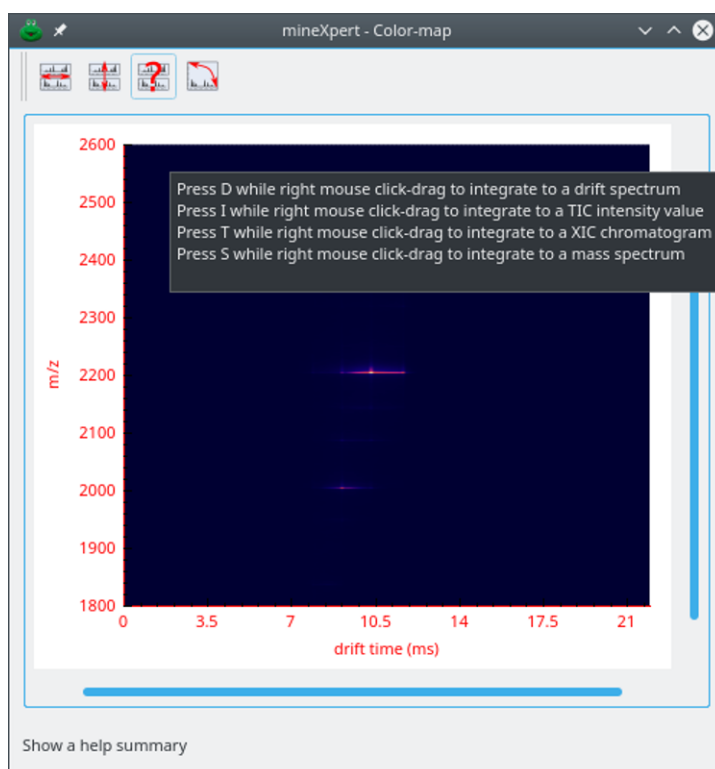 mineXpert - Color-map
?
2600
Press D while right mouse click-drag to integrate to a drift spectrum
2500
Press I while right mouse click-drag to integrate to a TIC intensity value
Press T while right mouse click-drag to integrate to a XIC chromatogram
Press S while right mouse click-drag to integrate to a mass spectrum
2400
2300
m/z
2200
2100
2000
1900
1800
0 3.5 7 10.5 14 17.5 21
drift time (ms)
Show a help summary